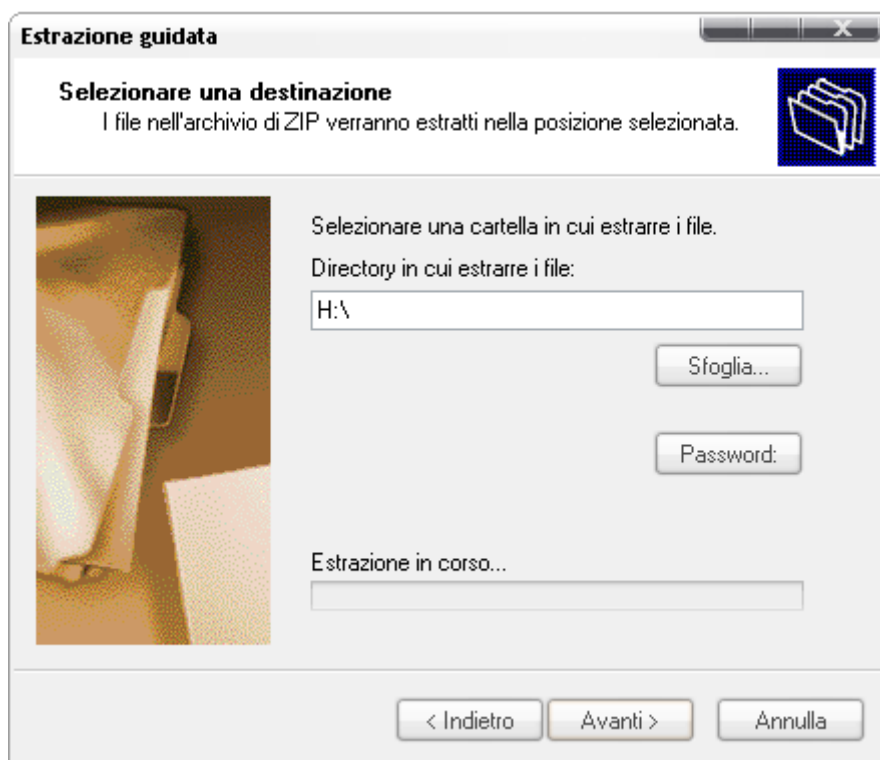 Estrazione guidata
X
Selezionare una destinazione
I file nell'archivio di ZIP verranno estratti nella posizione selezionata.
Selezionare una cartella in cui estrarre i file.
Directory in cui estrarre i file:
H:\
Sfoglia...
Password:
Estrazione in corso...
< Indietro
Avanti >
Annulla